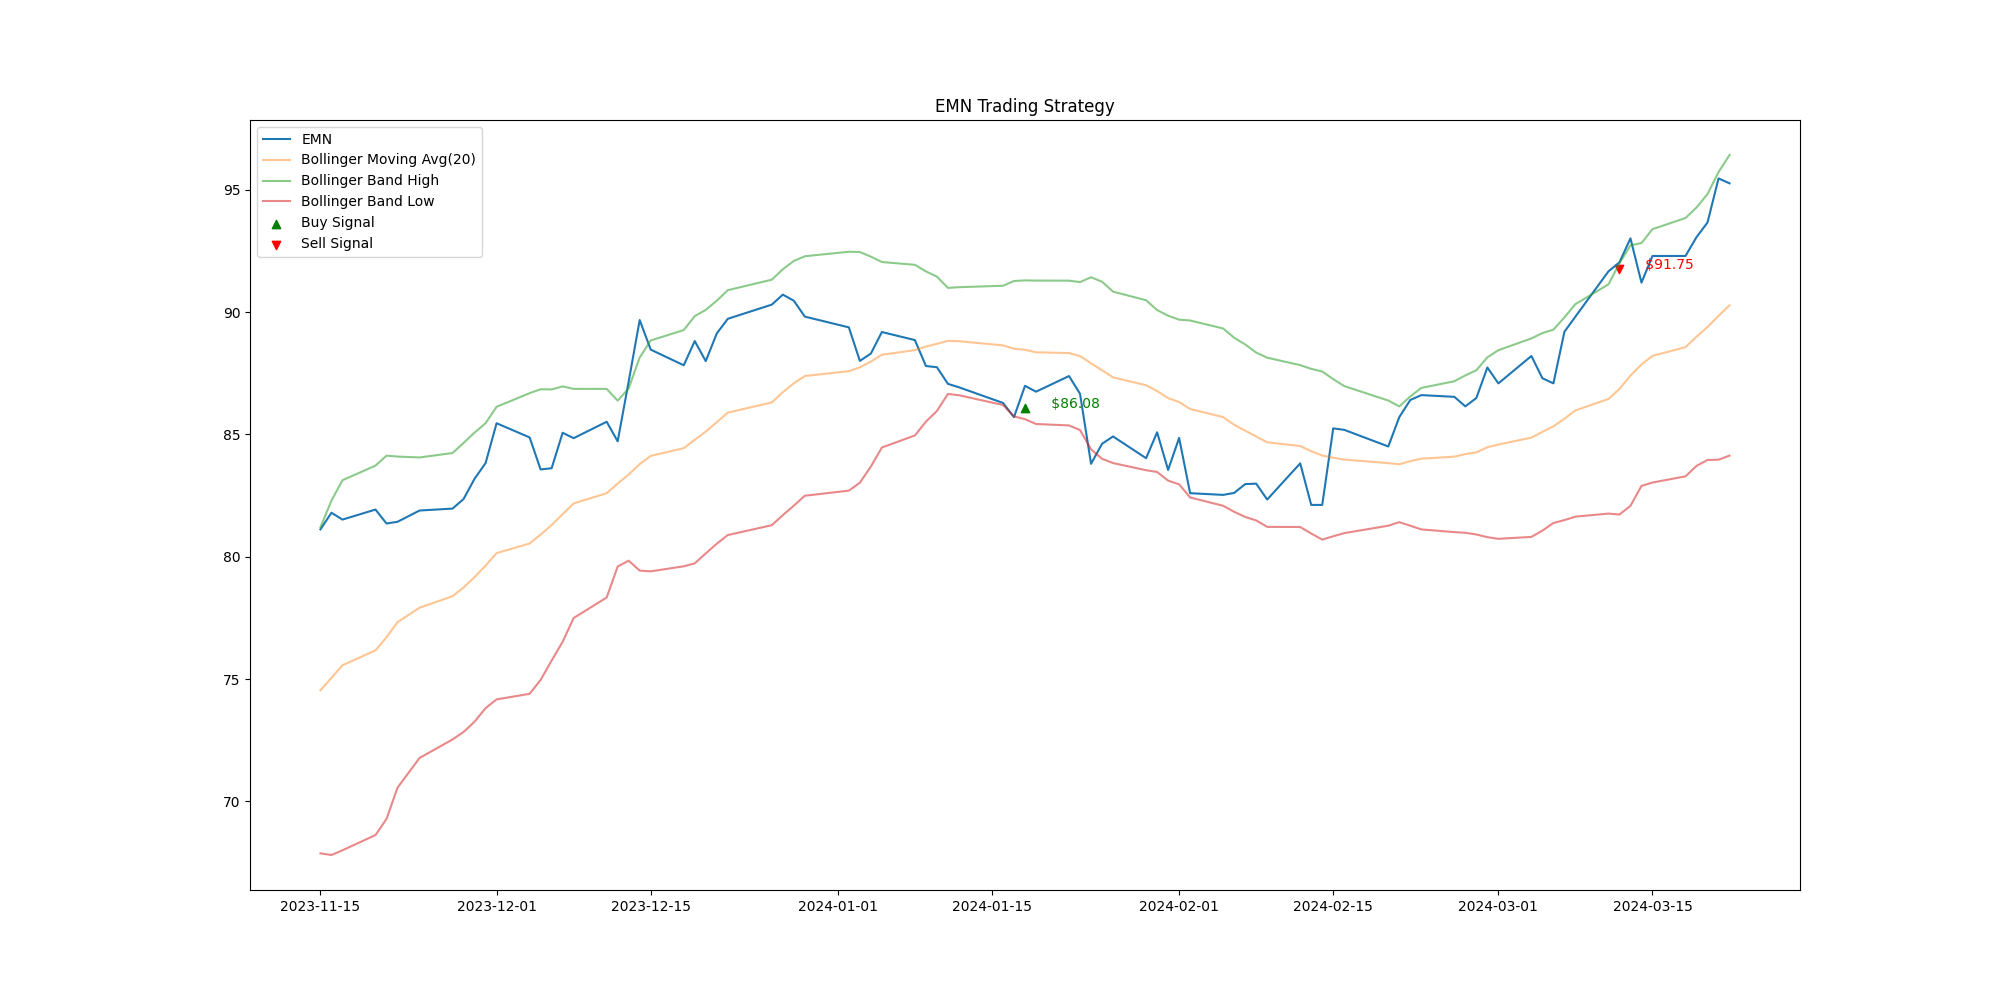 EMN Trading Strategy
EMN
Bollinger Moving Avg(20)
Bollinger Band High
Bollinger Band Low
Buy Signal
Sell Signal
95
90
85
80
75
70
$91.75
$86.08
2023-11-15
2023-12-01
2023-12-15
2024-01-01
2024-01-15
2024-02-01
2024-02-15
2024-03-01
2024-03-15